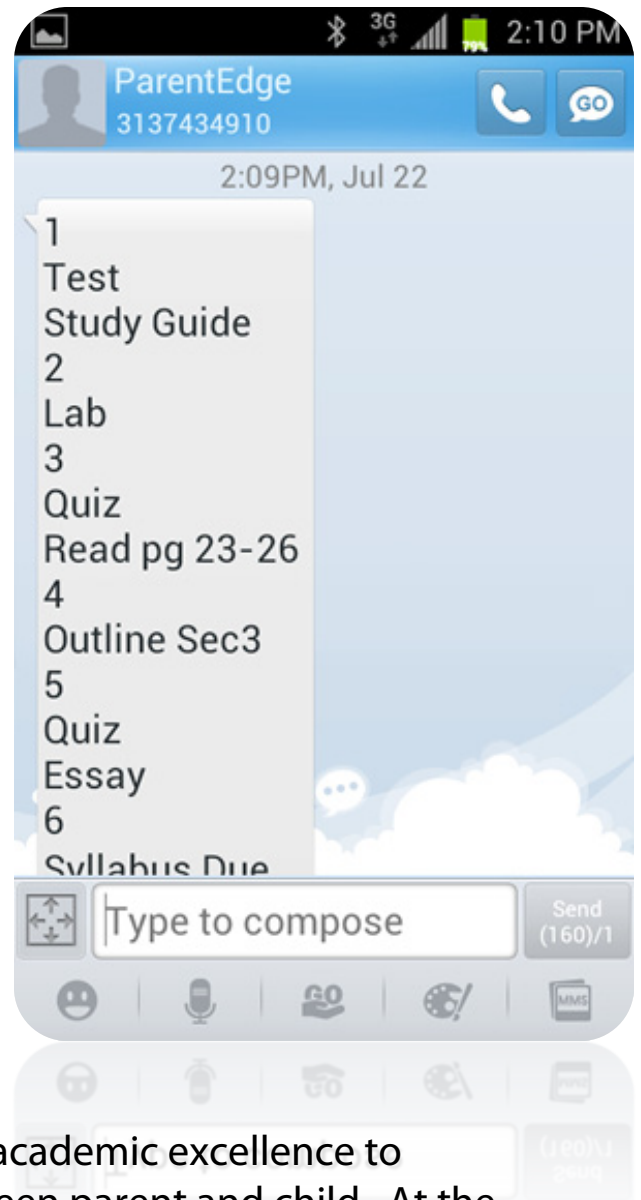 3G
79%
2:10 PM
ParentEdge
3137434910
GO
2:09PM, Jul 22
1
Test
Study Guide
2
Lab
3
Quiz
Read pg 23-26
4
Outline Sec3
5
Quiz
Essay
6
Syllabus Due
Type to compose
Send
(160)/1
GO
MMS
academic excellence to
een parent and child. At the